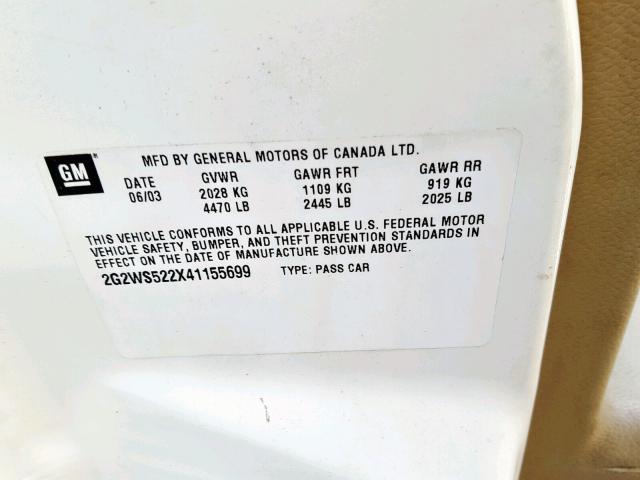 GM
MFD BY GENERAL MOTORS OF CANADA LTD.
DATE GVWR GAWR FRT GAWR RR
06/03 2028 KG 1109 KG 919 KG
4470 LB 2445 LB 2025 LB
THIS VEHICLE CONFORMS TO ALL APPLICABLE U.S. FEDERAL MOTOR
VEHICLE SAFETY, BUMPER, AND THEFT PREVENTION STANDARDS IN
EFFECT ON THE DATE OF MANUFACTURE SHOWN ABOVE.
2G2WS522X41155699 TYPE: PASS CAR